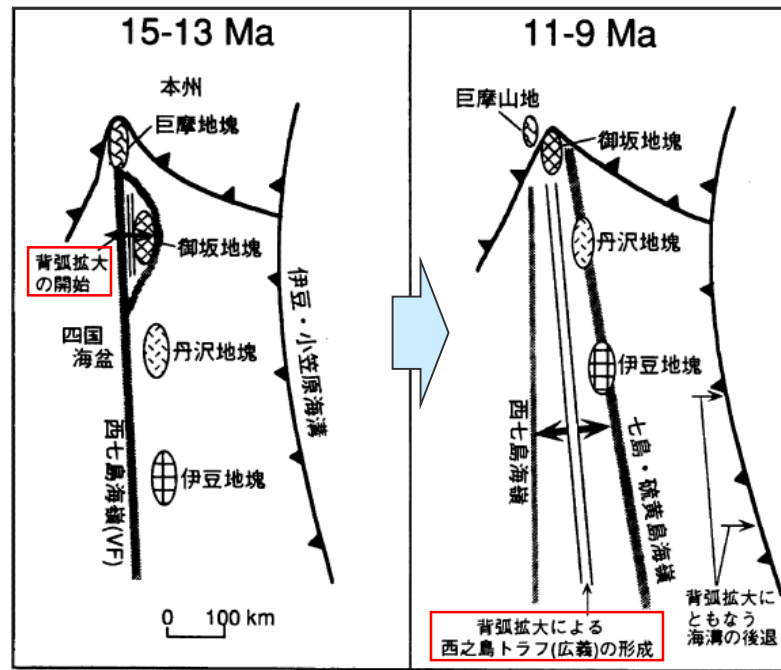 15-13 Ma
本州
巨摩地塊
御坂地塊
背弧拡大
の開始
四国
海盆
丹沢地塊
伊豆・小笠原海溝
西七島海嶺(VF)
伊豆地塊
0 100 km
11-9 Ma
巨摩山地
御坂地塊
丹沢地塊
伊豆地塊
西七島海嶺
七島・硫黄島海嶺
背弧拡大に
ともなう
海溝の後退
背弧拡大による
西之島トラフ(広義)の形成